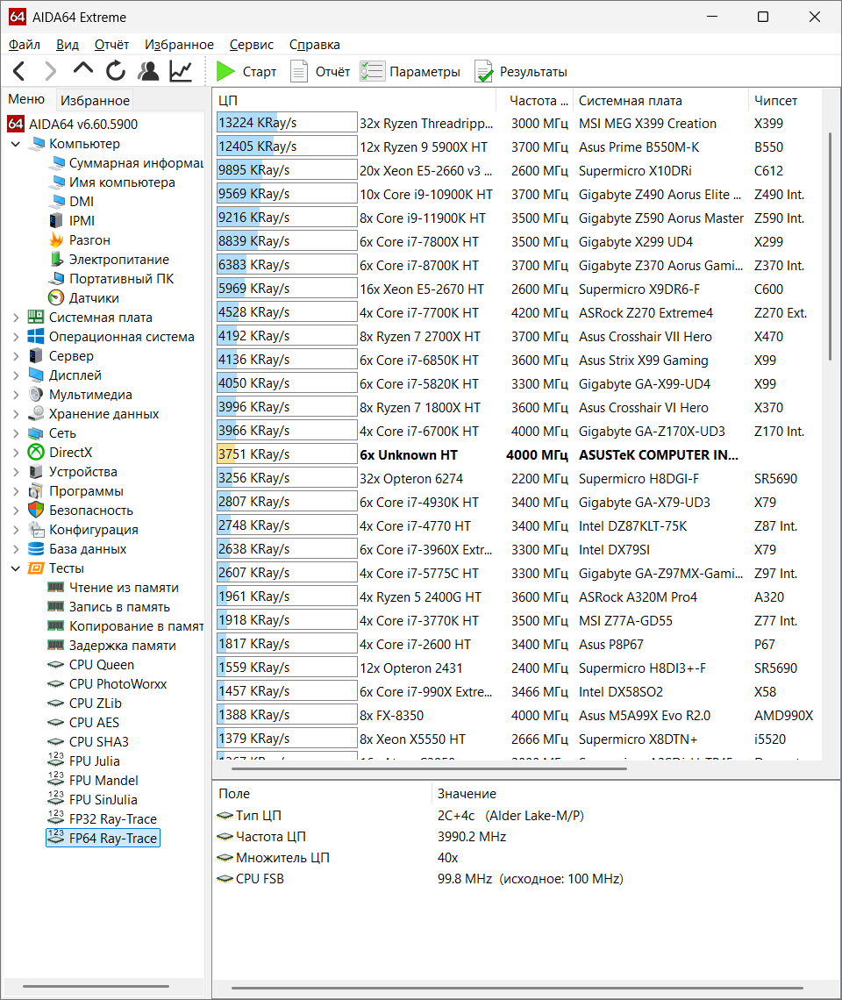 AIDA64 Extreme
Файл Вид Отчёт Избранное Сервис Справка
Старт Отчёт Параметры Результаты
Меню Избранное
AIDA64 v6.60.5900
Компьютер
Суммарная информац
Имя компьютера
DMI
IPMI
Разгон
Электропитание
Портативный ПК
Датчики
Системная плата
Операционная система
Сервер
Дисплей
Мультимедиа
Хранение данных
Сеть
DirectX
Устройства
Программы
Безопасность
Конфигурация
База данных
Тесты
Чтение из памяти
Запись в память
Копирование в памят
Задержка памяти
CPU Queen
CPU PhotoWorxx
CPU ZLib
CPU AES
CPU SHA3
FPU Julia
FPU Mandel
FPU SinJulia
FP32 Ray-Trace
FP64 Ray-Trace
ЦП Частота ... Системная плата Чипсет
13224 KRay/s 32x Ryzen Threadripp... 3000 МГц MSI MEG X399 Creation X399
12405 KRay/s 12x Ryzen 9 5900X HT 3700 МГц Asus Prime B550M-K B550
9895 KRay/s 20x Xeon E5-2660 v3 ... 2600 МГц Supermicro X10DRi C612
9569 KRay/s 10x Core i9-10900K HT 3700 МГц Gigabyte Z490 Aorus Elite ... Z490 Int.
9216 KRay/s 8x Core i9-11900K HT 3500 МГц Gigabyte Z590 Aorus Master Z590 Int.
8839 KRay/s 6x Core i7-7800X HT 3500 МГц Gigabyte X299 UD4 X299
6383 KRay/s 6x Core i7-8700K HT 3700 МГц Gigabyte Z370 Aorus Gami... Z370 Int.
5969 KRay/s 16x Xeon E5-2670 HT 2600 МГц Supermicro X9DR6-F C600
4528 KRay/s 4x Core i7-7700K HT 4200 МГц ASRock Z270 Extreme4 Z270 Ext.
4192 KRay/s 8x Ryzen 7 2700X HT 3700 МГц Asus Crosshair VII Hero X470
4136 KRay/s 6x Core i7-6850K HT 3600 МГц Asus Strix X99 Gaming X99
4050 KRay/s 6x Core i7-5820K HT 3300 МГц Gigabyte GA-X99-UD4 X99
3996 KRay/s 8x Ryzen 7 1800X HT 3600 МГц Asus Crosshair VI Hero X370
3966 KRay/s 4x Core i7-6700K HT 4000 МГц Gigabyte GA-Z170X-UD3 Z170 Int.
3751 KRay/s 6x Unknown HT 4000 МГц ASUSTeK COMPUTER IN...
3256 KRay/s 32x Opteron 6274 2200 МГц Supermicro H8DGI-F SR5690
2807 KRay/s 6x Core i7-4930K HT 3400 МГц Gigabyte GA-X79-UD3 X79
2748 KRay/s 4x Core i7-4770 HT 3400 МГц Intel DZ87KLT-75K Z87 Int.
2638 KRay/s 6x Core i7-3960X Extr... 3300 МГц Intel DX79SI X79
2607 KRay/s 4x Core i7-5775C HT 3300 МГц Gigabyte GA-Z97MX-Gami... Z97 Int.
1961 KRay/s 4x Ryzen 5 2400G HT 3600 МГц ASRock A320M Pro4 A320
1918 KRay/s 4x Core i7-3770K HT 3500 МГц MSI Z77A-GD55 Z77 Int.
1817 KRay/s 4x Core i7-2600 HT 3400 МГц Asus P8P67 P67
1559 KRay/s 12x Opteron 2431 2400 МГц Supermicro H8DI3+-F SR5690
1457 KRay/s 6x Core i7-990X Extre... 3466 МГц Intel DX58SO2 X58
1388 KRay/s 8x FX-8350 4000 МГц Asus M5A99X Evo R2.0 AMD990X
1379 KRay/s 8x Xeon X5550 HT 2666 МГц Supermicro X8DTN+ i5520
Поле Значение
Тип ЦП 2C+4c (Alder Lake-M/P)
Частота ЦП 3990.2 MHz
Множитель ЦП 40x
CPU FSB 99.8 MHz (исходное: 100 MHz)